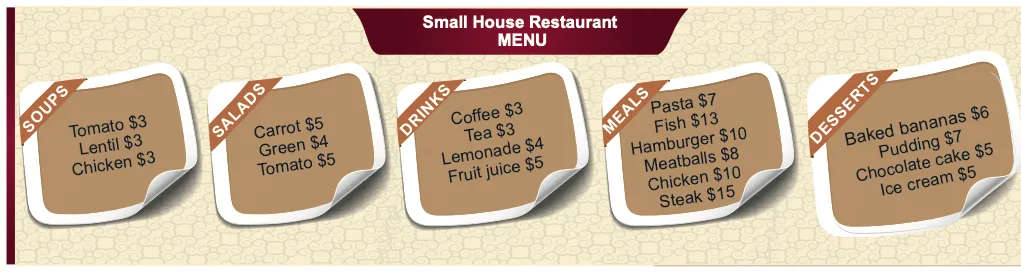 Small House Restaurant
MENU
SOUPS
Tomato $3
Lentil $3
Chicken $3
SALADS
Carrot $5
Green $4
Tomato $5
DRINKS
Coffee $3
Tea $3
Lemonade $4
Fruit juice $5
MEALS
Pasta $7
Fish $13
Hamburger $10
Meatballs $8
Chicken $10
Steak $15
DESSERTS
Baked bananas $6
Pudding $7
Chocolate cake $5
Ice cream $5